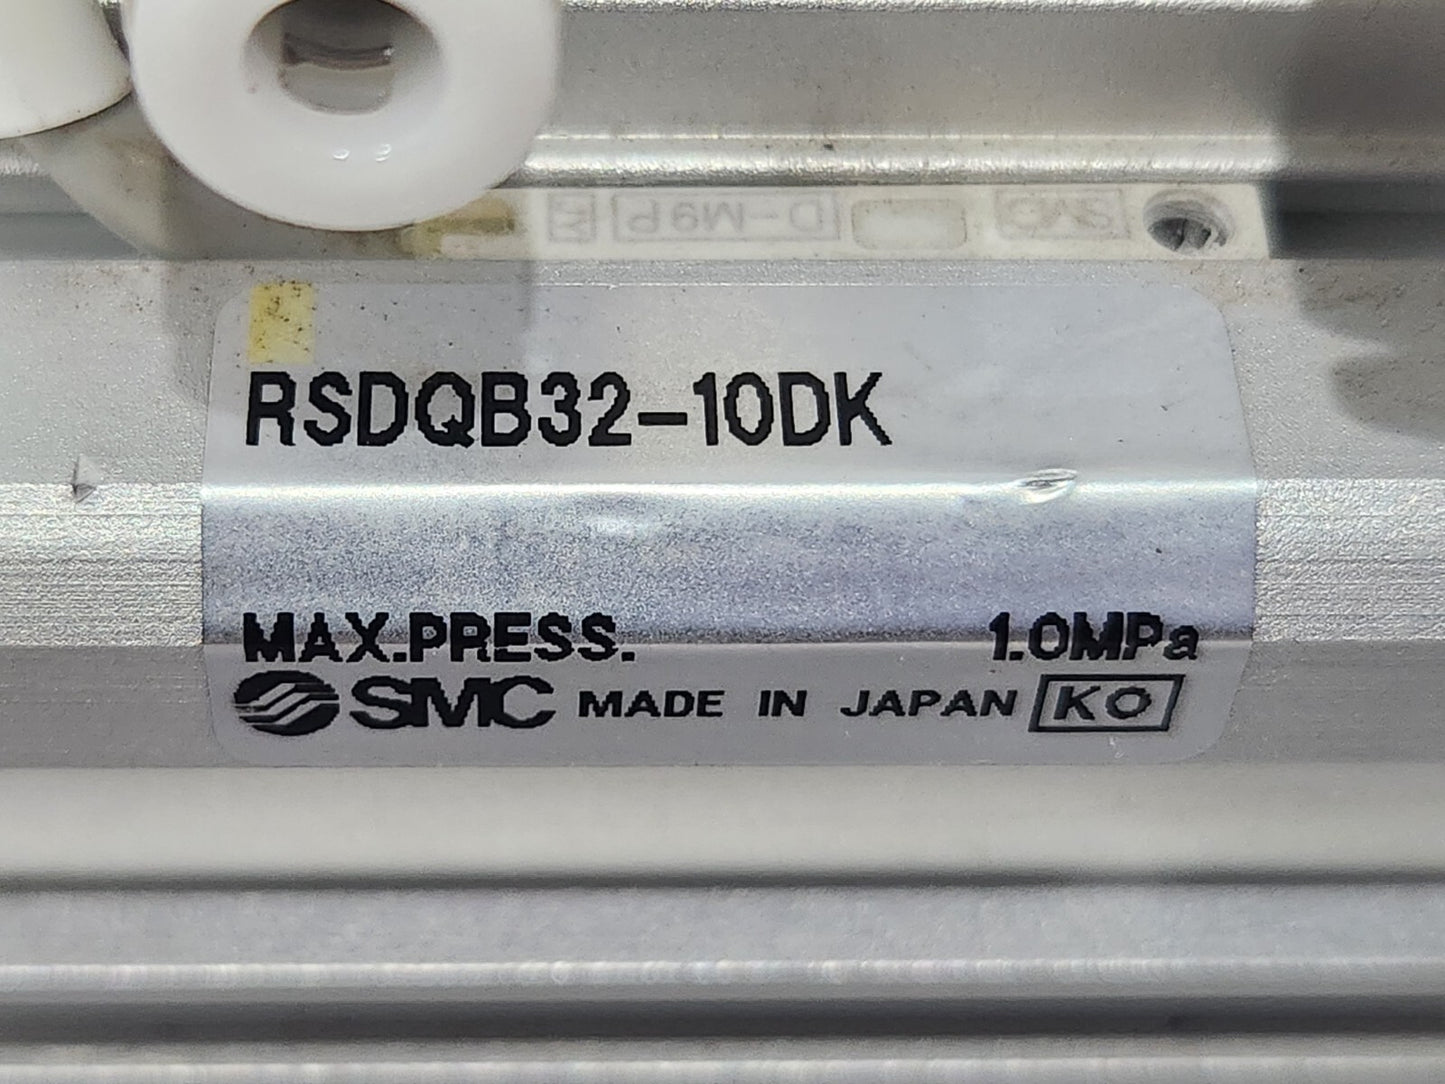 SMC D-M9P
RSDQB32-10DK
MAX.PRESS. 1.0MPa
SMC MADE IN JAPAN KO